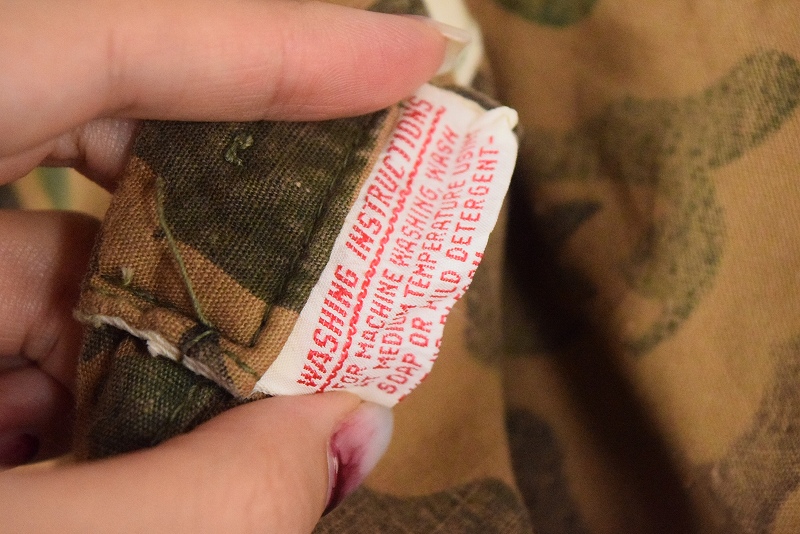 WASHING INSTRUCTIONS
FOR MACHINE WASHING, WASH
AT MEDIUM TEMPERATURE USING
SOAP OR MILD DETERGENT-